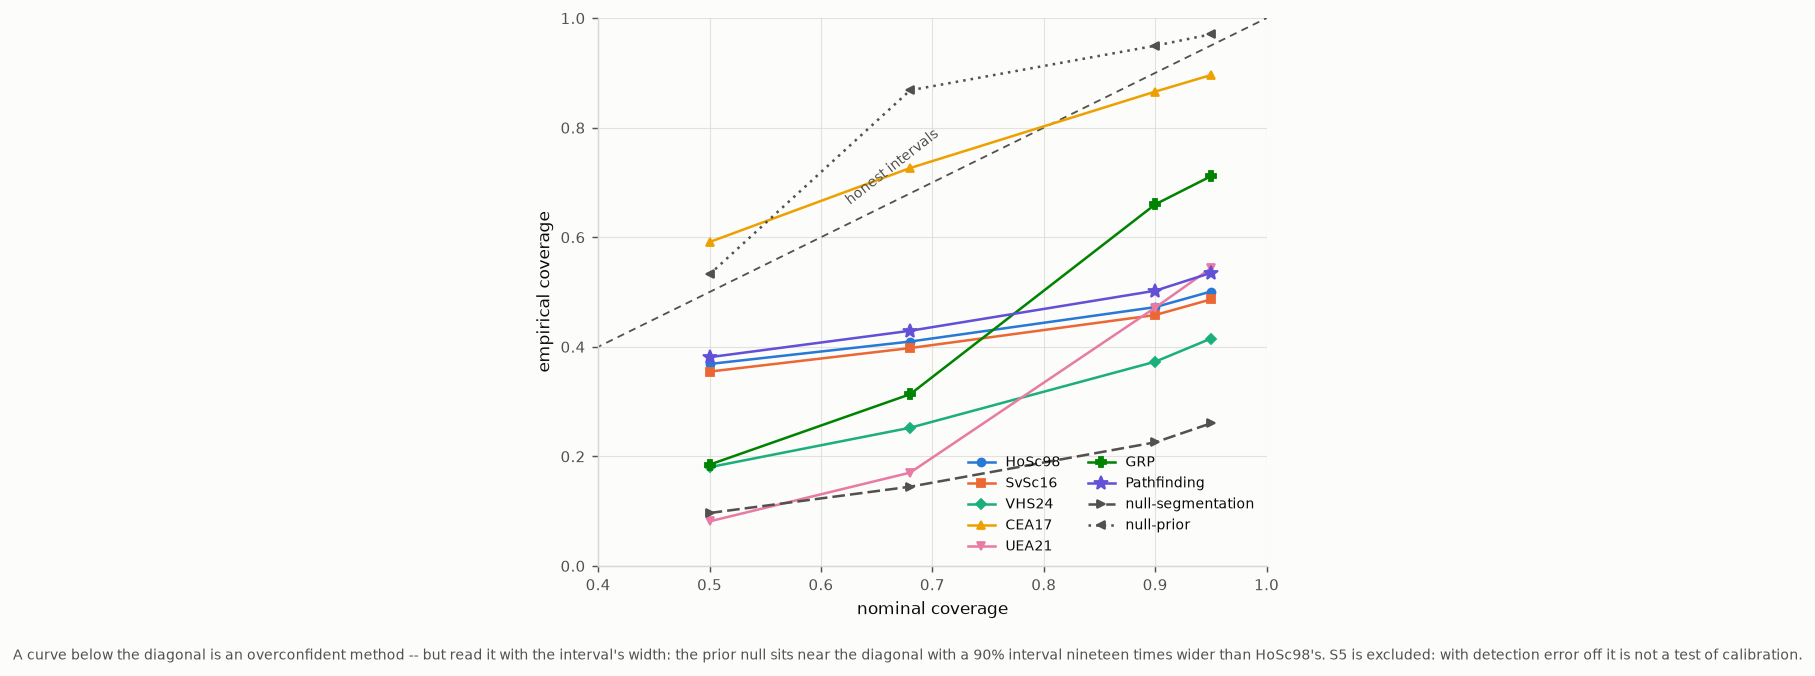 1.0
0.8
0.6
0.4
0.2
0.0
empirical coverage
honest intervals
HoSc98
SvSc16
VHS24
CEA17
UEA21
GRP
Pathfinding
null-segmentation
null-prior
0.4 0.5 0.6 0.7 0.8 0.9 1.0
nominal coverage
A curve below the diagonal is an overconfident method -- but read it with the interval's width: the prior null sits near the diagonal with a 90% interval nineteen times wider than HoSc98's. S5 is excluded: with detection error off it is not a test of calibration.